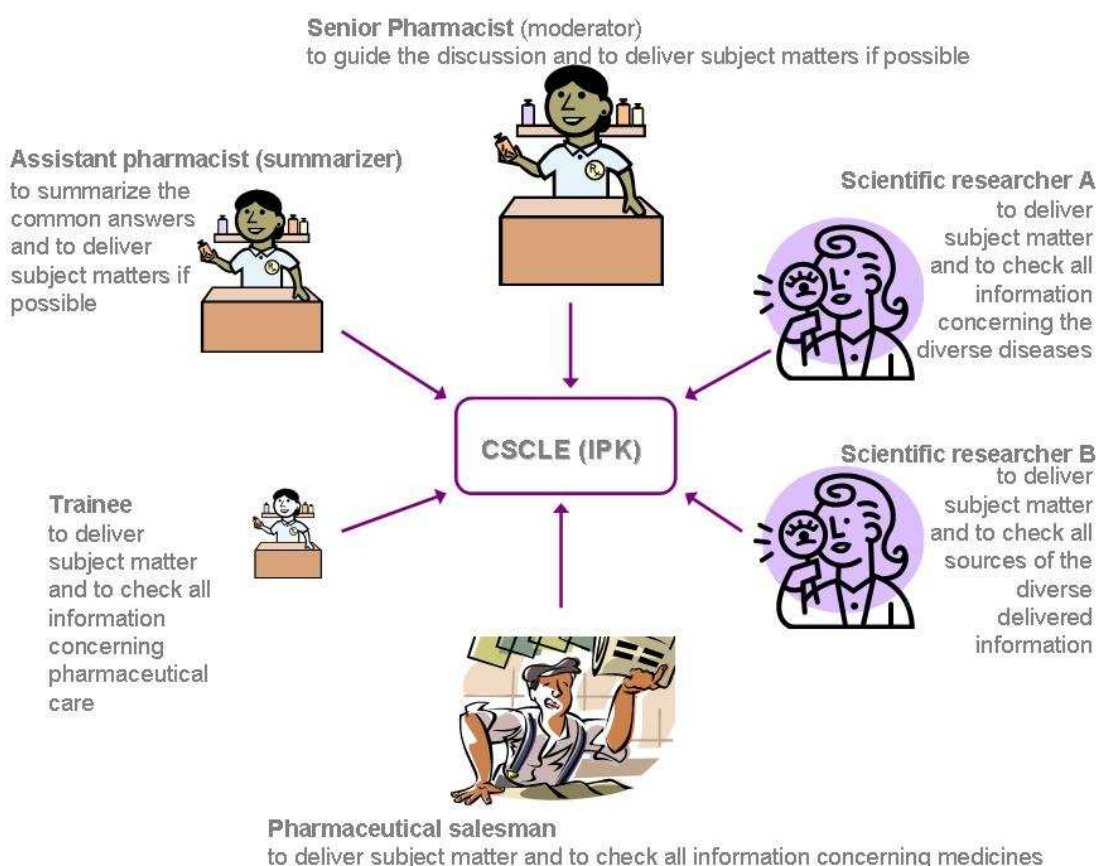 Senior Pharmacist (moderator)
to guide the discussion and to deliver subject matters if possible
Assistant pharmacist (summarizer)
to summarize the
common answers
and to deliver
subject matters if
possible
Scientific researcher A
to deliver
subject matter
and to check all
information
concerning the
diverse diseases
CSCLE (IPK)
Trainee
to deliver
subject matter
and to check all
information
concerning
pharmaceutical
care
Scientific researcher B
to deliver
subject matter
and to check all
sources of the
diverse
delivered
information
Pharmaceutical salesman
to deliver subject matter and to check all information concerning medicines